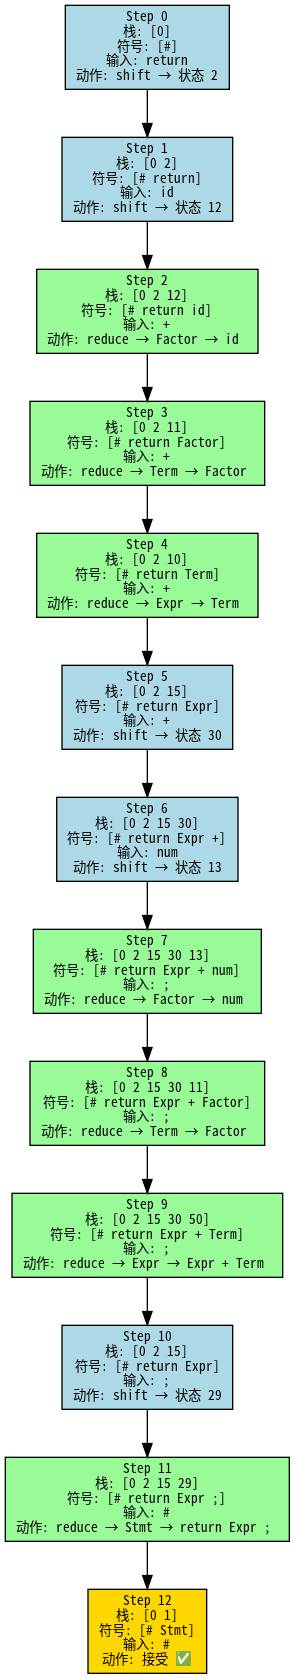 Step 0
栈: [0]
符号: [#]
输入: return
动作: shift → 状态 2
Step 1
栈: [0 2]
符号: [# return]
输入: id
动作: shift → 状态 12
Step 2
栈: [0 2 12]
符号: [# return id]
输入: +
动作: reduce → Factor → id
Step 3
栈: [0 2 11]
符号: [# return Factor]
输入: +
动作: reduce → Term → Factor
Step 4
栈: [0 2 10]
符号: [# return Term]
输入: +
动作: reduce → Expr → Term
Step 5
栈: [0 2 15]
符号: [# return Expr]
输入: +
动作: shift → 状态 30
Step 6
栈: [0 2 15 30]
符号: [# return Expr +]
输入: num
动作: shift → 状态 13
Step 7
栈: [0 2 15 30 13]
符号: [# return Expr + num]
输入: ;
动作: reduce → Factor → num
Step 8
栈: [0 2 15 30 11]
符号: [# return Expr + Factor]
输入: ;
动作: reduce → Term → Factor
Step 9
栈: [0 2 15 30 50]
符号: [# return Expr + Term]
输入: ;
动作: reduce → Expr → Expr + Term
Step 10
栈: [0 2 15]
符号: [# return Expr]
输入: ;
动作: shift → 状态 29
Step 11
栈: [0 2 15 29]
符号: [# return Expr ;]
输入: #
动作: reduce → Stmt → return Expr ;
Step 12
栈: [0 1]
符号: [# Stmt]
输入: #
动作: 接受 ✅